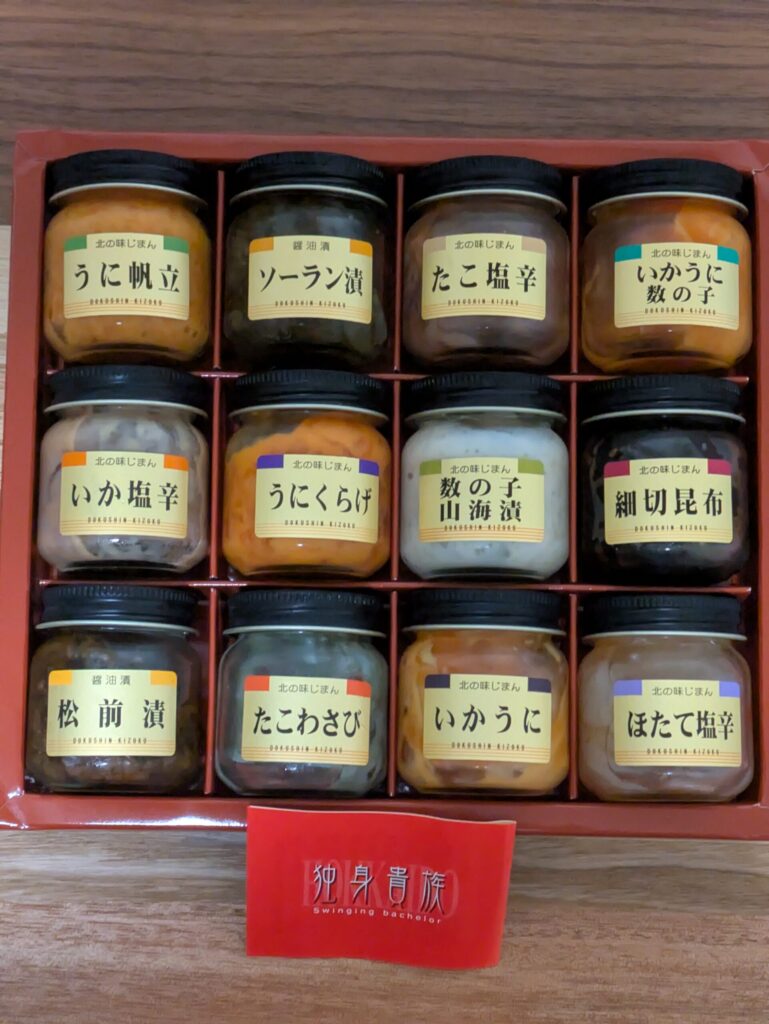 北の味じまん
うに帆立
DOKUSHIN KIZOKU
醤油漬
ソーラン漬
DOKUSHIN KIZOKU
北の味じまん
たこ塩辛
DOKUSHIN KIZOKU
北の味じまん
いかうに
数の子
DOKUSHIN KIZOKU
北の味じまん
いか塩辛
DOKUSHIN KIZOKU
北の味じまん
うにくらげ
DOKUSHIN KIZOKU
北の味じまん
数の子
山海漬
DOKUSHIN KIZOKU
北の味じまん
細切昆布
DOKUSHIN KIZOKU
醤油漬
松前漬
DOKUSHIN KIZOKU
北の味じまん
たこわさび
DOKUSHIN KIZOKU
北の味じまん
いかうに
DOKUSHIN KIZOKU
北の味じまん
ほたて塩辛
DOKUSHIN KIZOKU
HOKKAIDO
独身貴族
Swinging bachelor